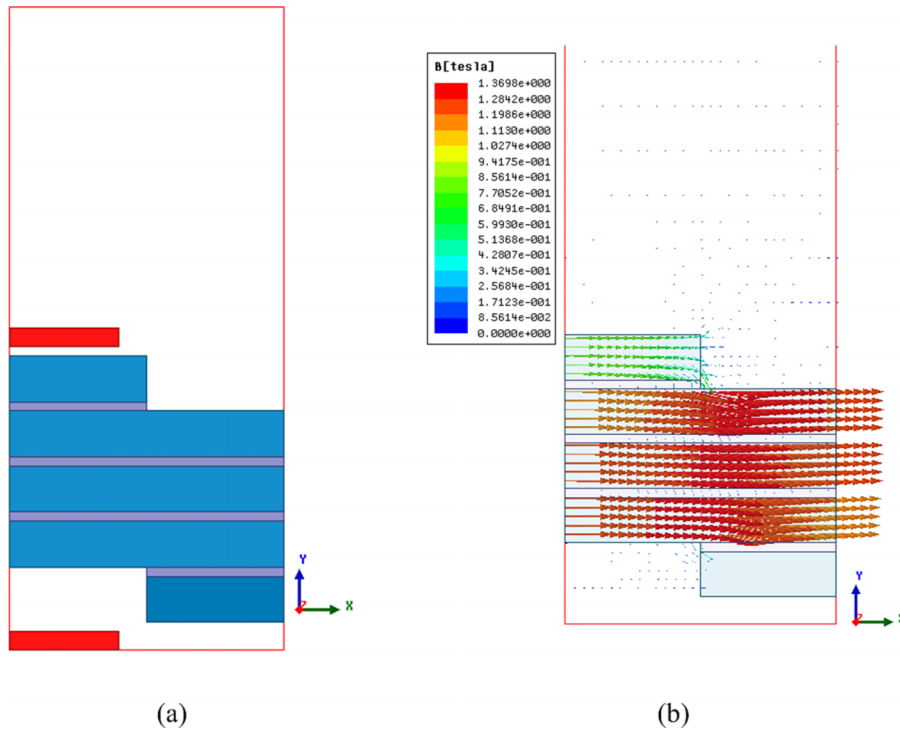 B[tesla]
1.3698e+000
1.2842e+000
1.1986e+000
1.1130e+000
1.0274e+000
9.4175e-001
8.5614e-001
7.7052e-001
6.8491e-001
5.9930e-001
5.1368e-001
4.2807e-001
3.4245e-001
2.5684e-001
1.7123e-001
8.5614e-002
0.0000e+000
Y
Z
X
Y
Z
(a)
(b)